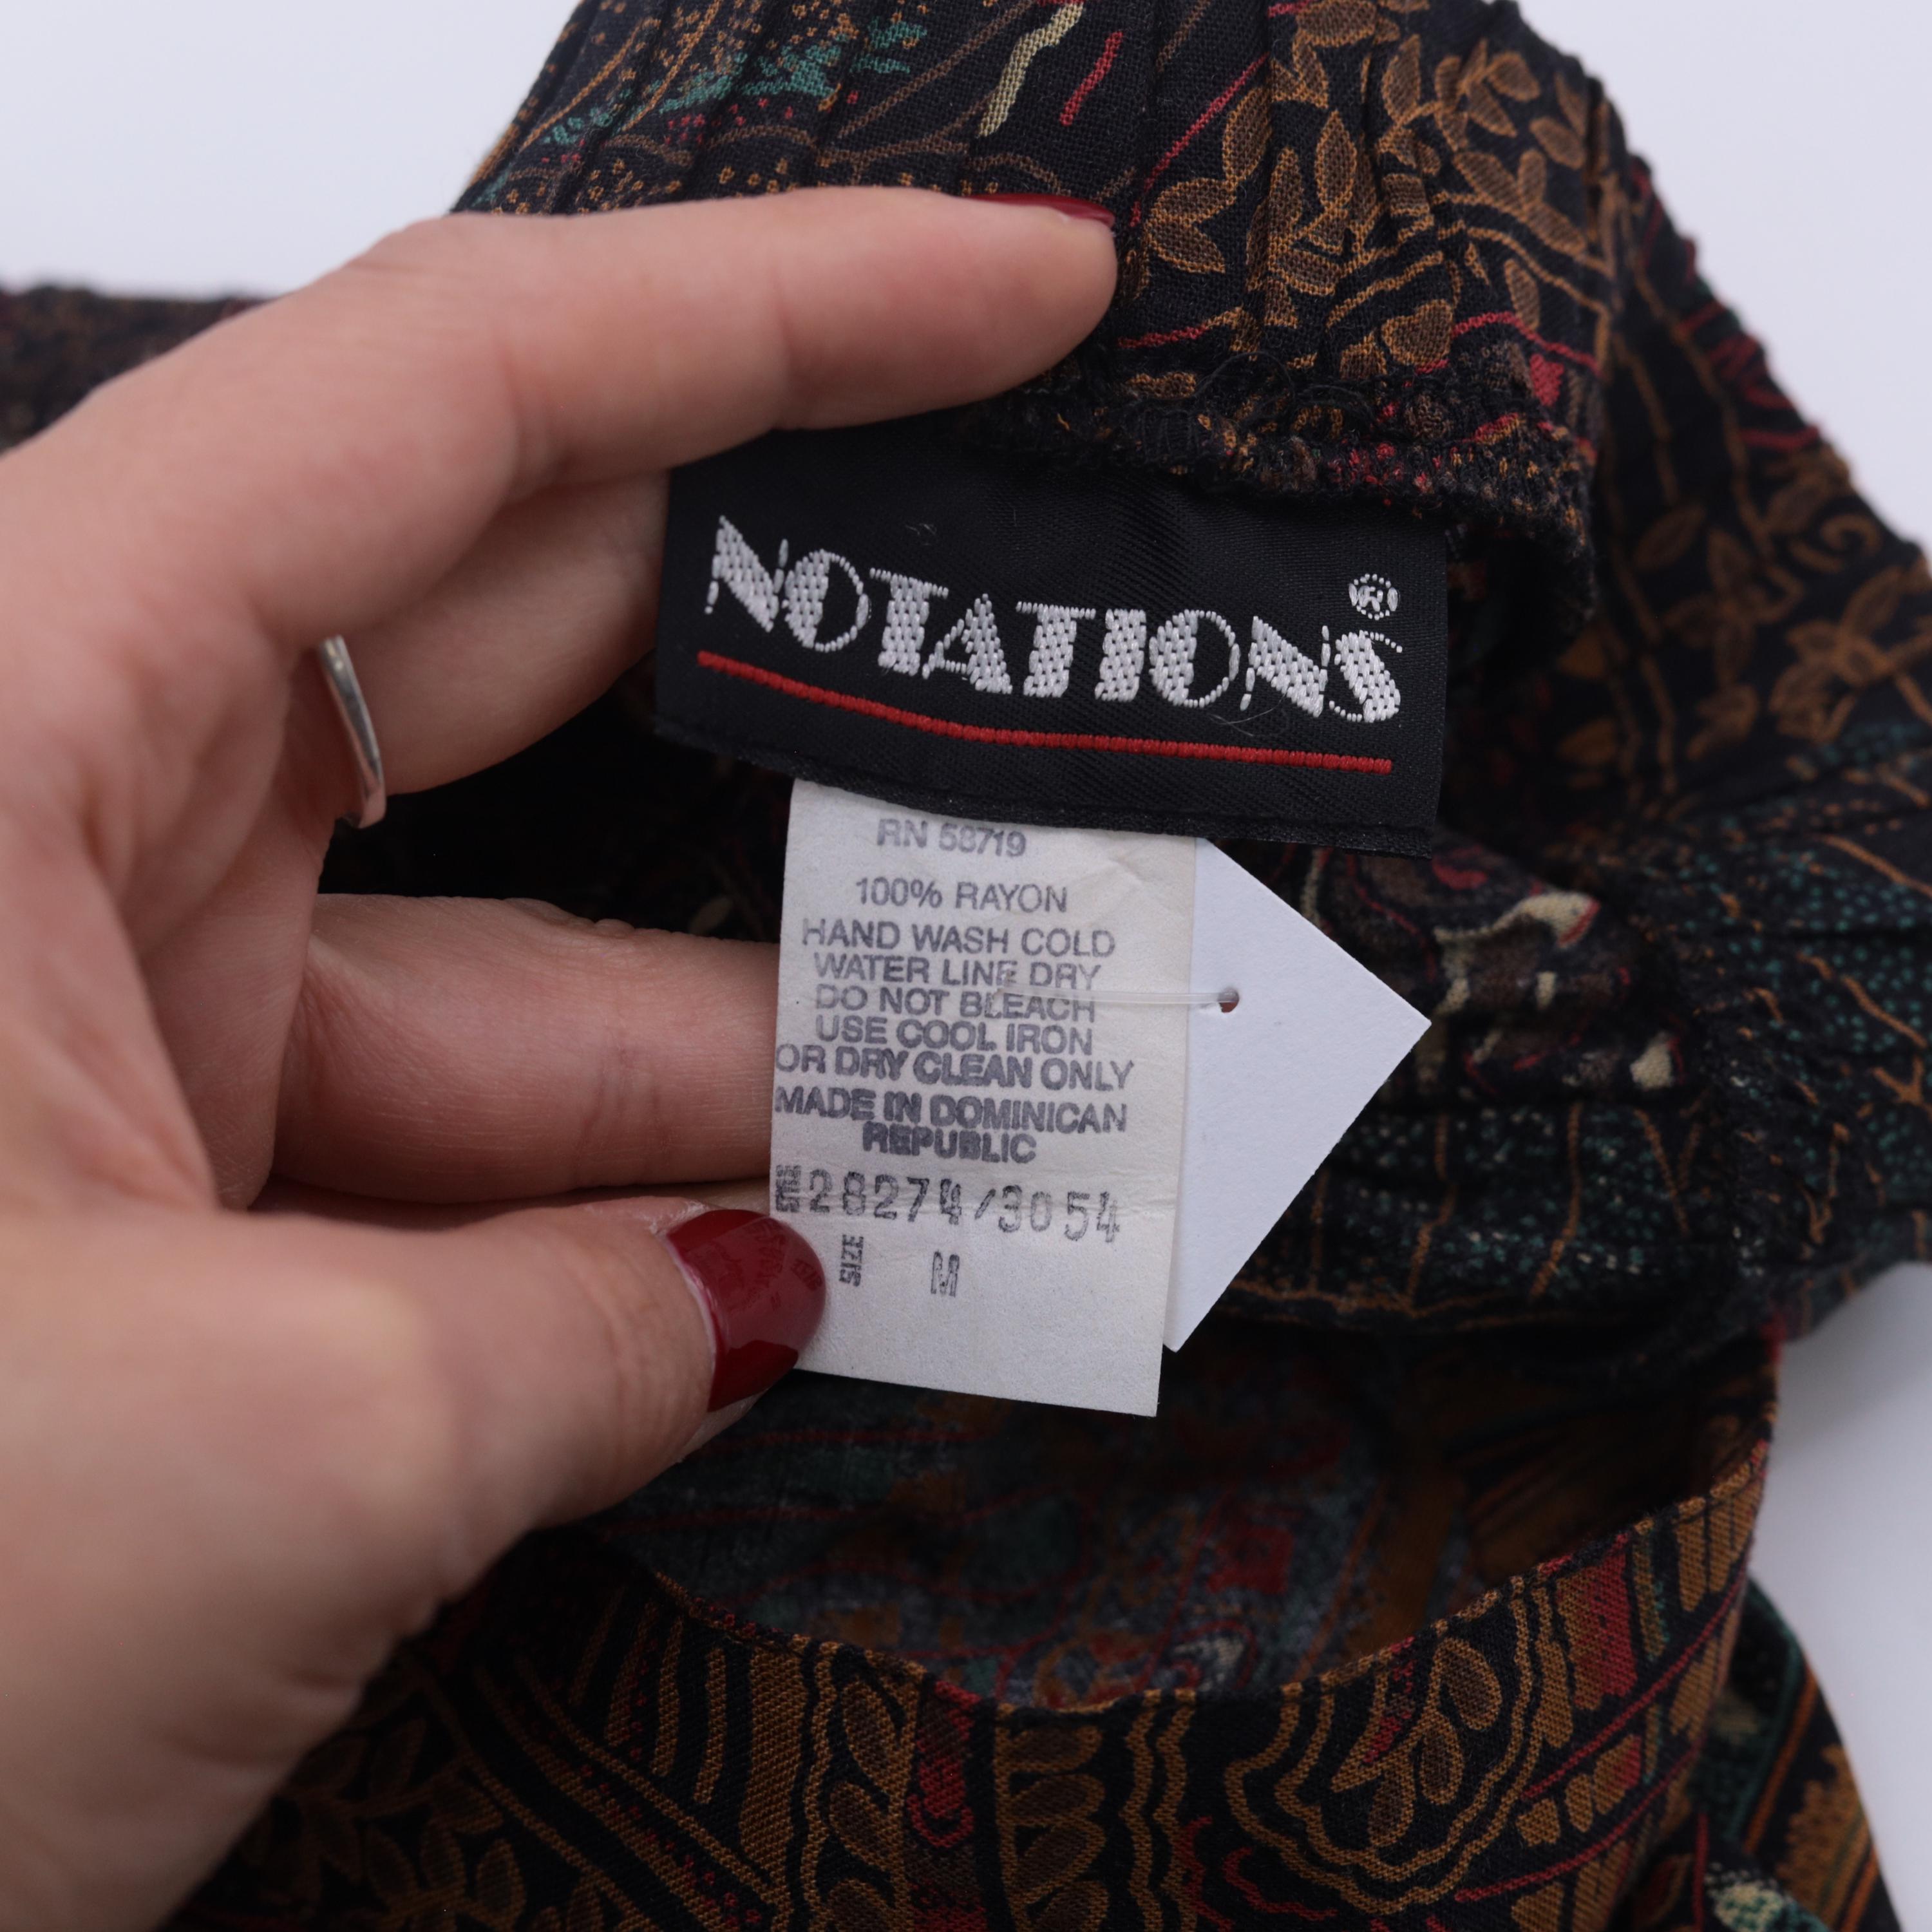 NOTATIONS®
RN 58719
100% RAYON
HAND WASH COLD
WATER LINE DRY
DO NOT BLEACH
USE COOL IRON
OR DRY CLEAN ONLY
MADE IN DOMINICAN
REPUBLIC
28274/3054
SIZE M